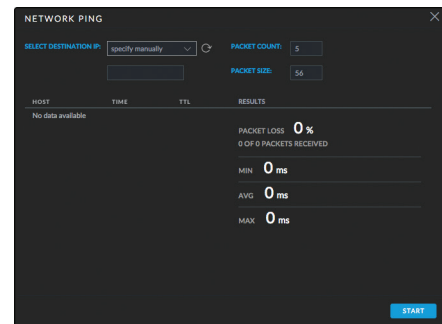 NETWORK PING
SELECT DESTINATION IP: specify manually PACKET COUNT: 5
PACKET SIZE: 56
HOST TIME TTL RESULTS
No data available
PACKET LOSS 0 %
0 OF 0 PACKETS RECEIVED
MIN 0 ms
AVG 0 ms
MAX 0 ms
START